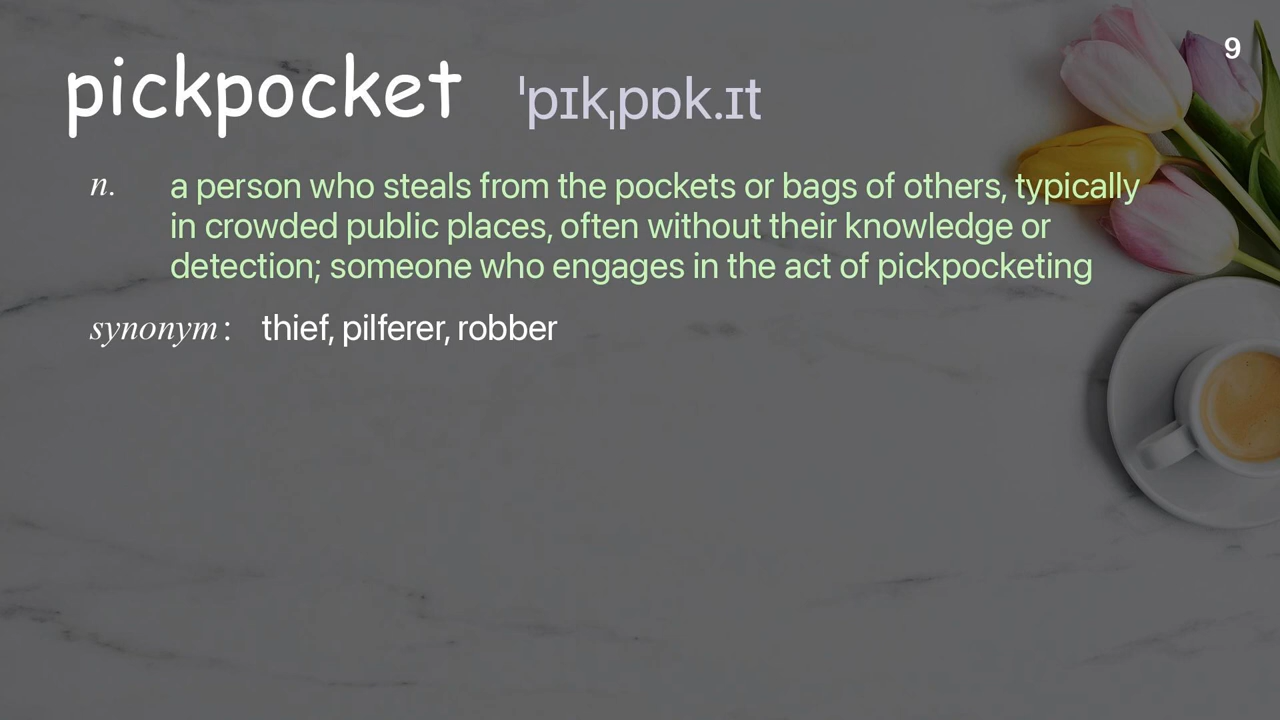 9
pickpocket ˈpɪkˌpɒk.ɪt
n. a person who steals from the pockets or bags of others, typically
in crowded public places, often without their knowledge or
detection; someone who engages in the act of pickpocketing
synonym: thief, pilferer, robber